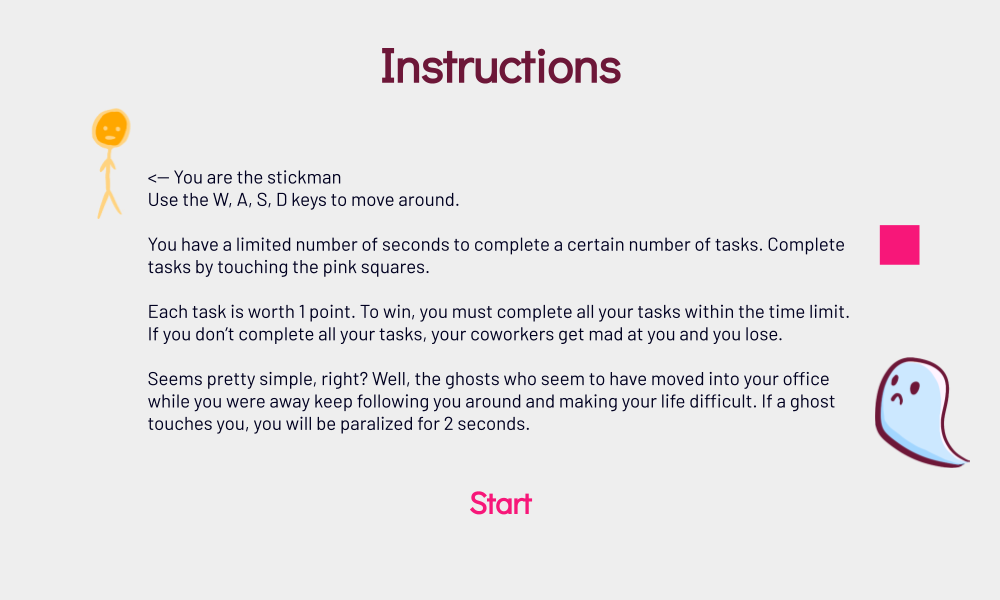 Instructions
<— You are the stickman
Use the W, A, S, D keys to move around.
You have a limited number of seconds to complete a certain number of tasks. Complete
tasks by touching the pink squares.
Each task is worth 1 point. To win, you must complete all your tasks within the time limit.
If you don’t complete all your tasks, your coworkers get mad at you and you lose.
Seems pretty simple, right? Well, the ghosts who seem to have moved into your office
while you were away keep following you around and making your life difficult. If a ghost
touches you, you will be paralized for 2 seconds.
Start